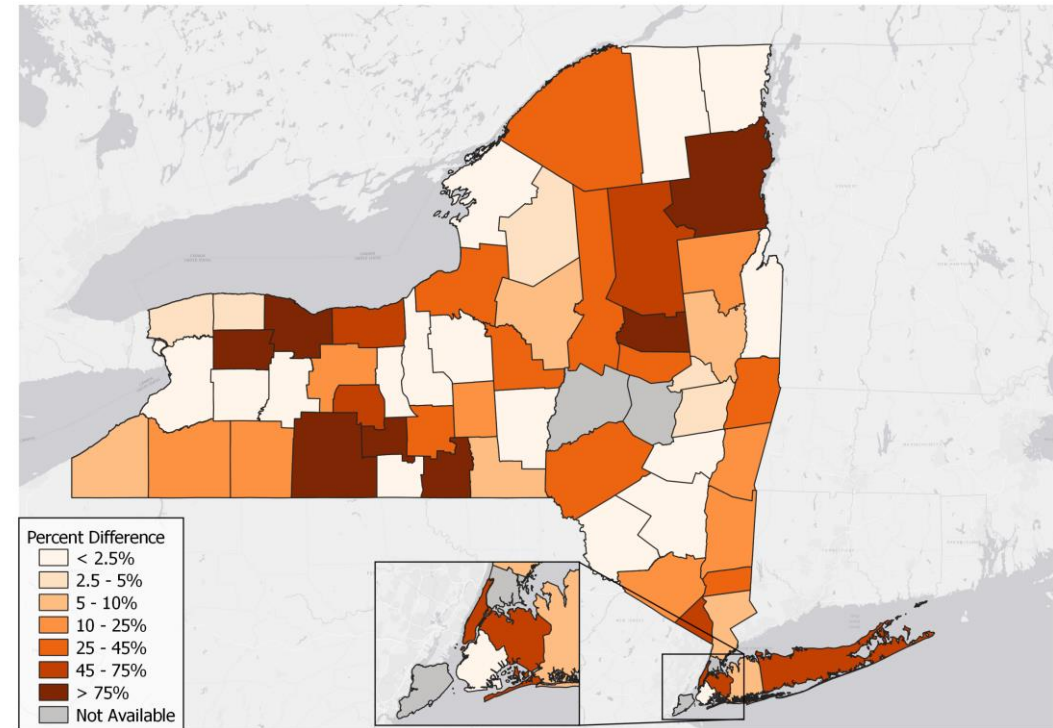 Percent Difference
< 2.5%
2.5 - 5%
5 - 10%
10 - 25%
25 - 45%
45 - 75%
> 75%
Not Available